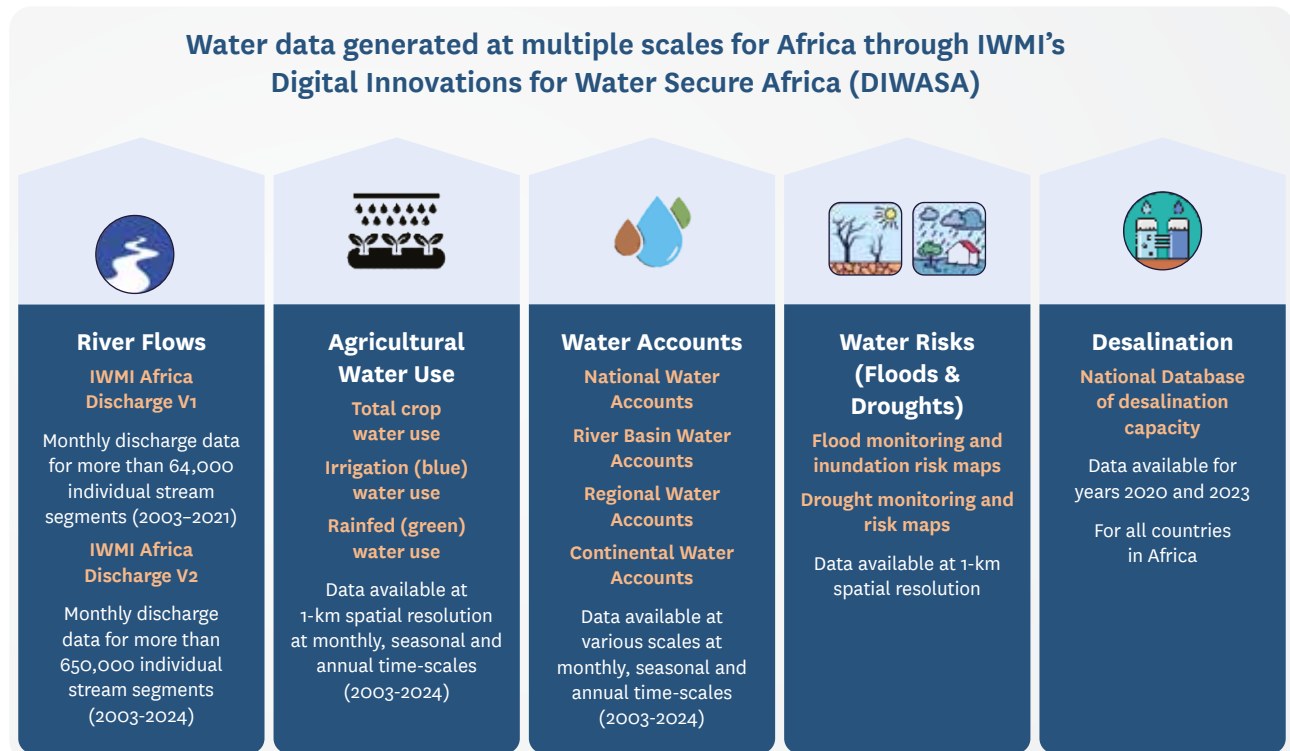 Water data generated at multiple scales for Africa through IWMI’s
Digital Innovations for Water Secure Africa (DIWASA)
River Flows
IWMI Africa
Discharge V1
Monthly discharge data
for more than 64,000
individual stream
segments (2003–2021)
IWMI Africa
Discharge V2
Monthly discharge
data for more than
650,000 individual
stream segments
(2003-2024)
Agricultural
Water Use
Total crop
water use
Irrigation (blue)
water use
Rainfed (green)
water use
Data available at
1-km spatial resolution
at monthly, seasonal and
annual time-scales
(2003-2024)
Water Accounts
National Water
Accounts
River Basin Water
Accounts
Regional Water
Accounts
Continental Water
Accounts
Data available at
various scales at
monthly, seasonal and
annual time-scales
(2003-2024)
Water Risks
(Floods &
Droughts)
Flood monitoring and
inundation risk maps
Drought monitoring and
risk maps
Data available at 1-km
spatial resolution
Desalination
National Database
of desalination
capacity
Data available for
years 2020 and 2023
For all countries
in Africa